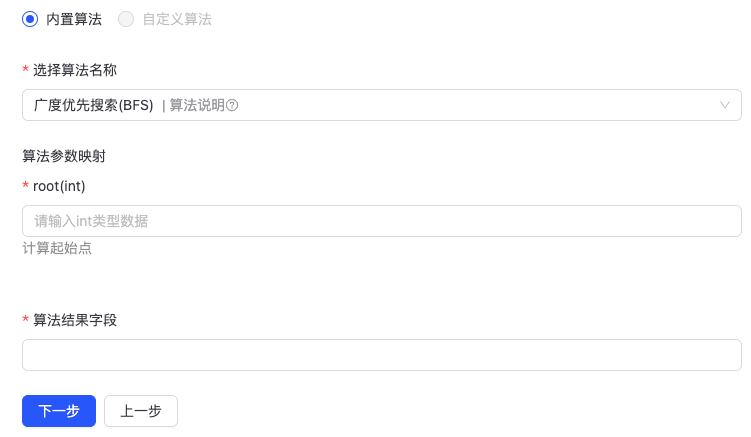 内置算法 自定义算法
* 选择算法名称
广度优先搜索(BFS) | 算法说明?
算法参数映射
* root(int)
请输入int类型数据
计算起始点
* 算法结果字段
下一步 上一步